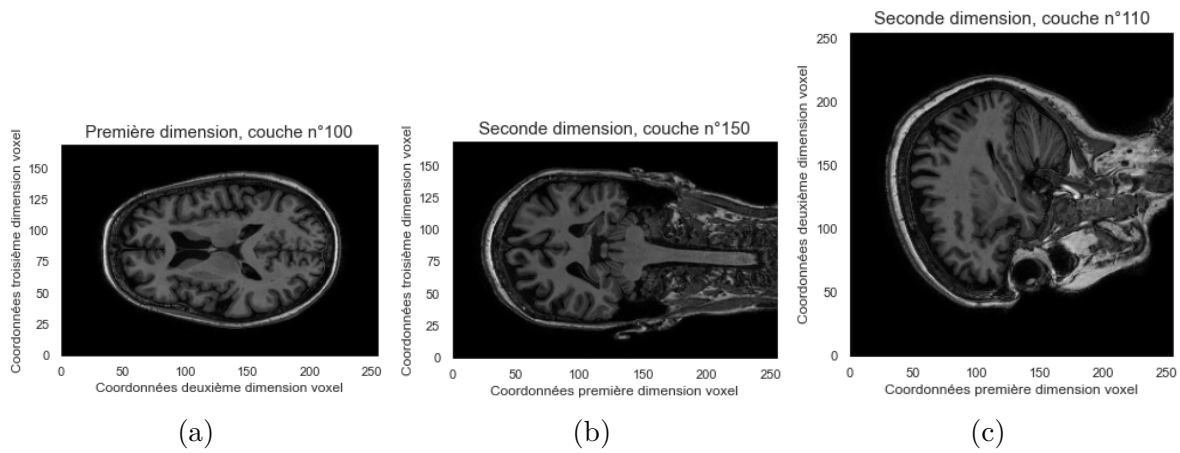 Première dimension, couche n°100
Coordonnées troisième dimension voxel
150
125
100
75
50
25
0
0 50 100 150 200 250
Coordonnées deuxième dimension voxel
(a)
Seconde dimension, couche n°150
Coordonnées troisième dimension voxel
150
125
100
75
50
25
0
0 50 100 150 200 250
Coordonnées première dimension voxel
(b)
Seconde dimension, couche n°110
Coordonnées deuxième dimension voxel
250
200
150
100
50
0
0 50 100 150 200 250
Coordonnées première dimension voxel
(c)